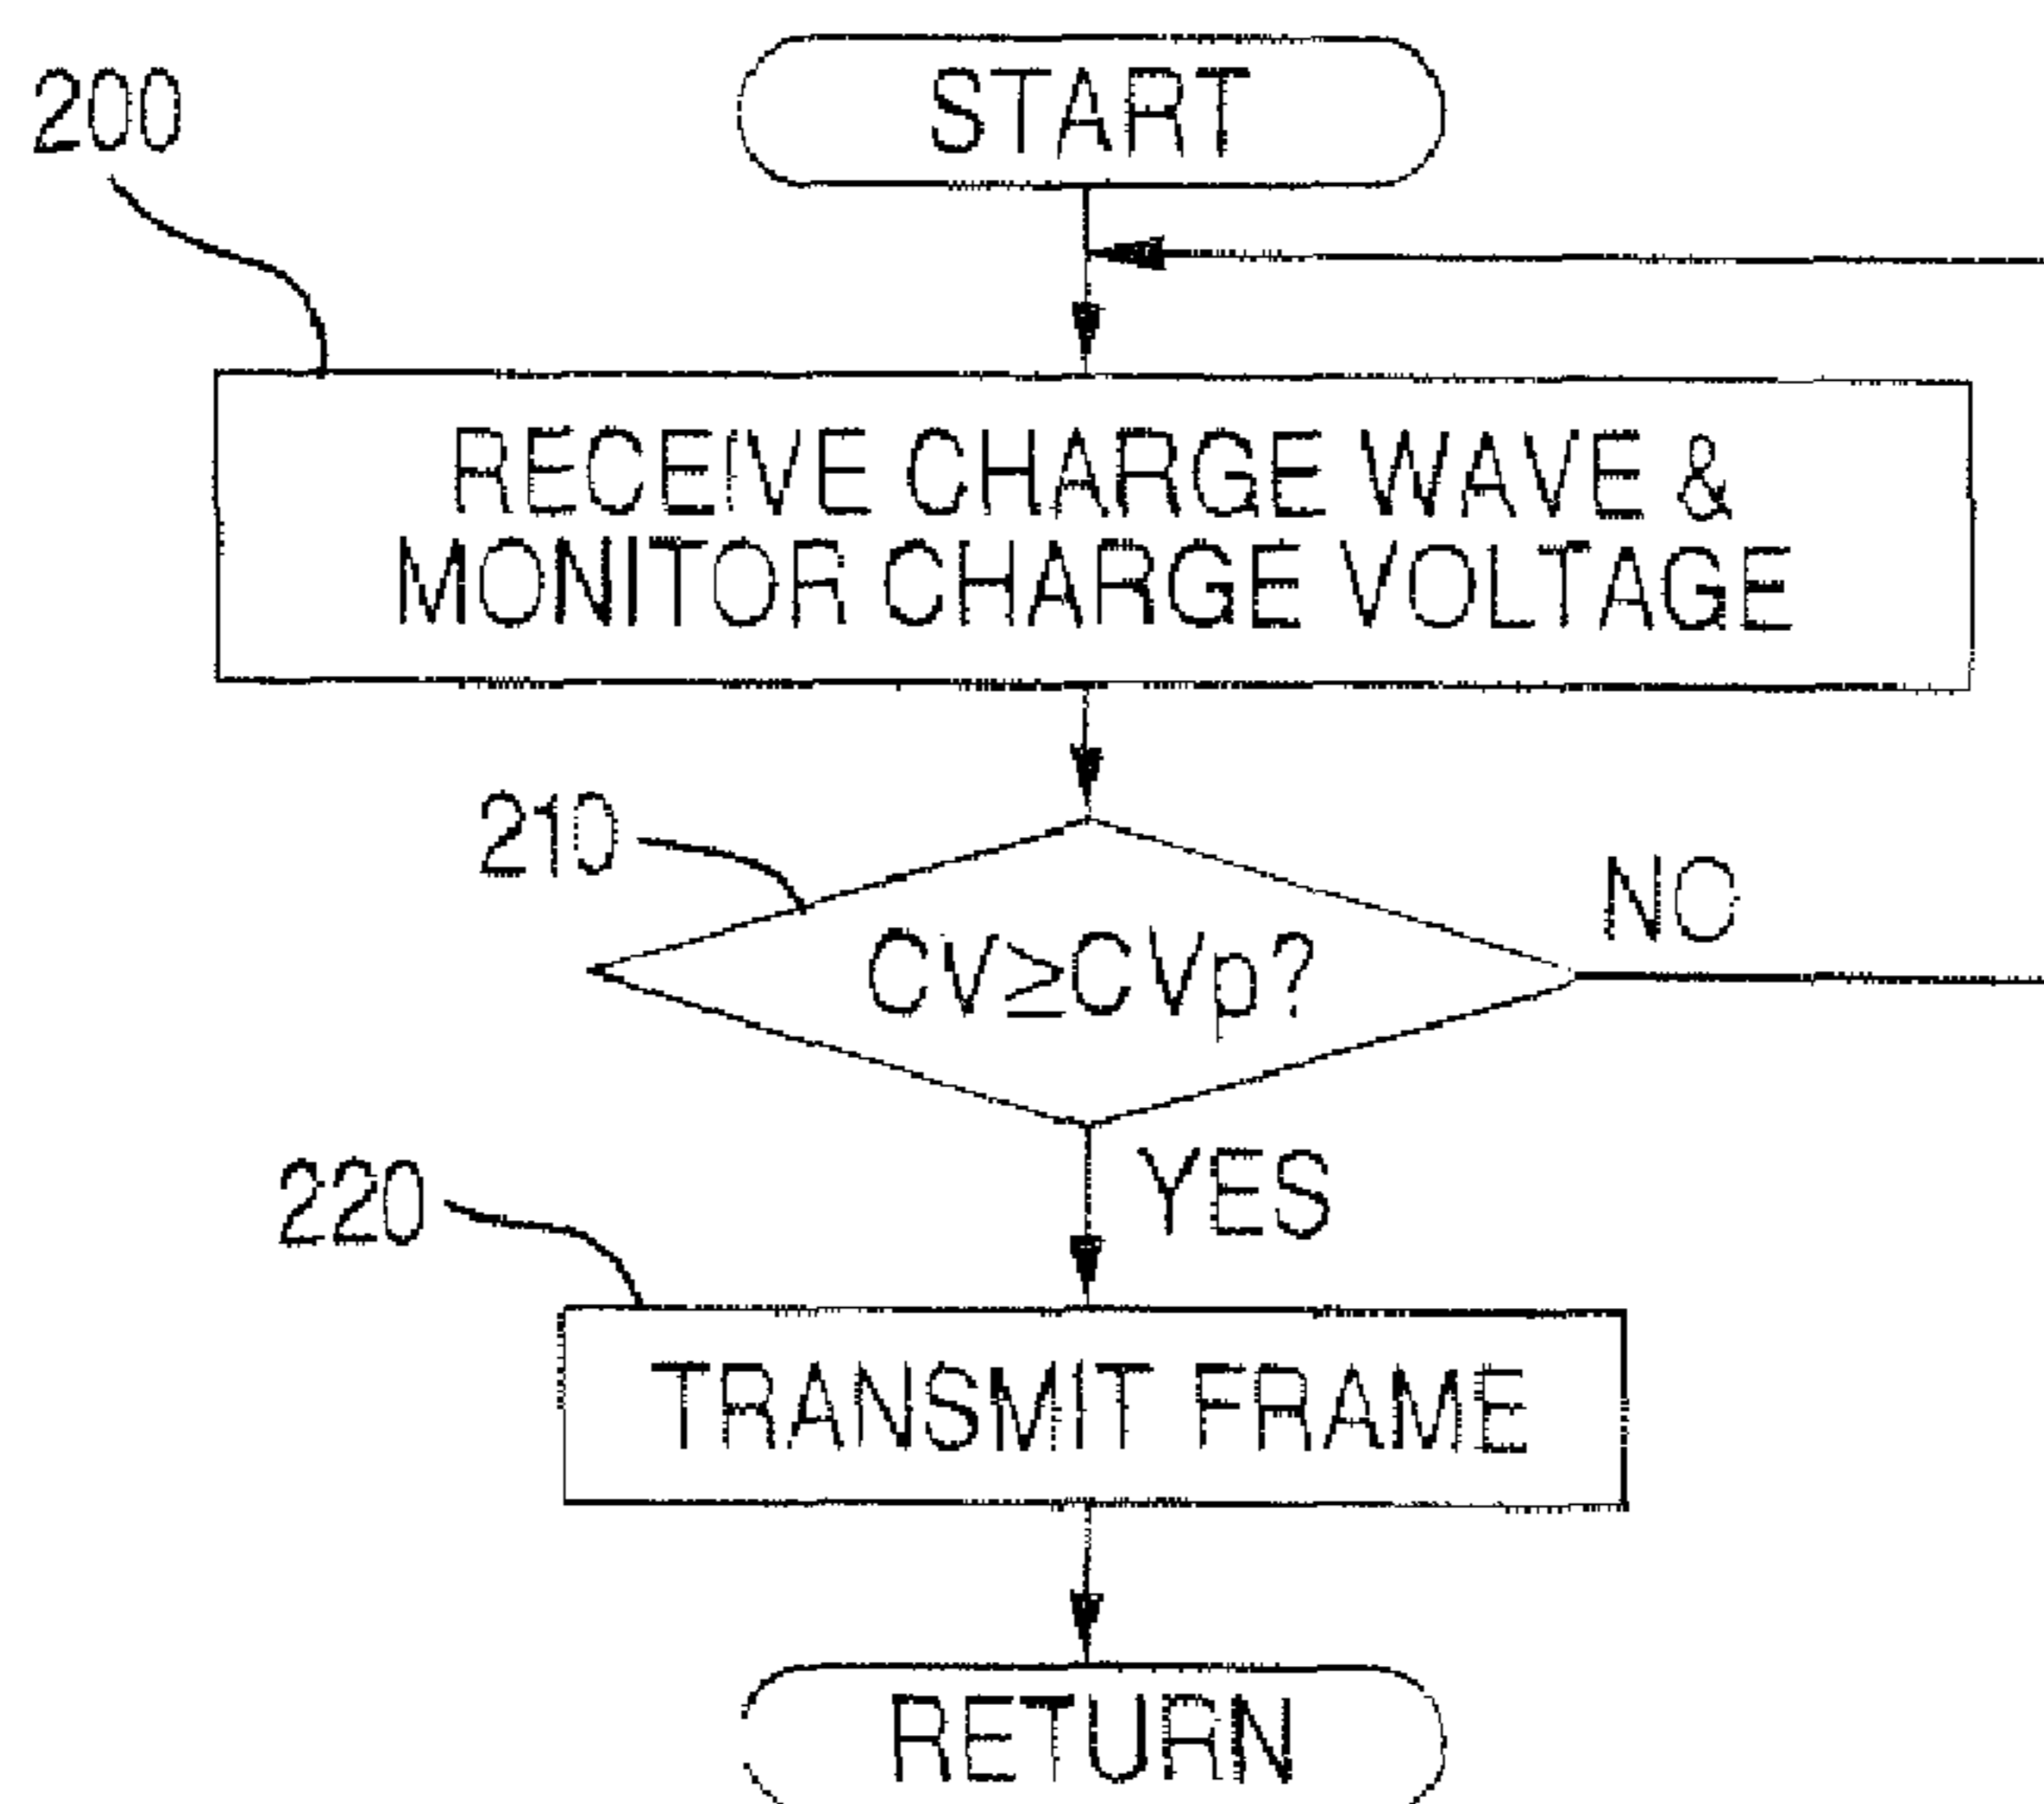 200
START
RECEIVE CHARGE WAVE &
MONITOR CHARGE VOLTAGE
210
CV≥CVp?
NO
220
YES
TRANSMIT FRAME
RETURN